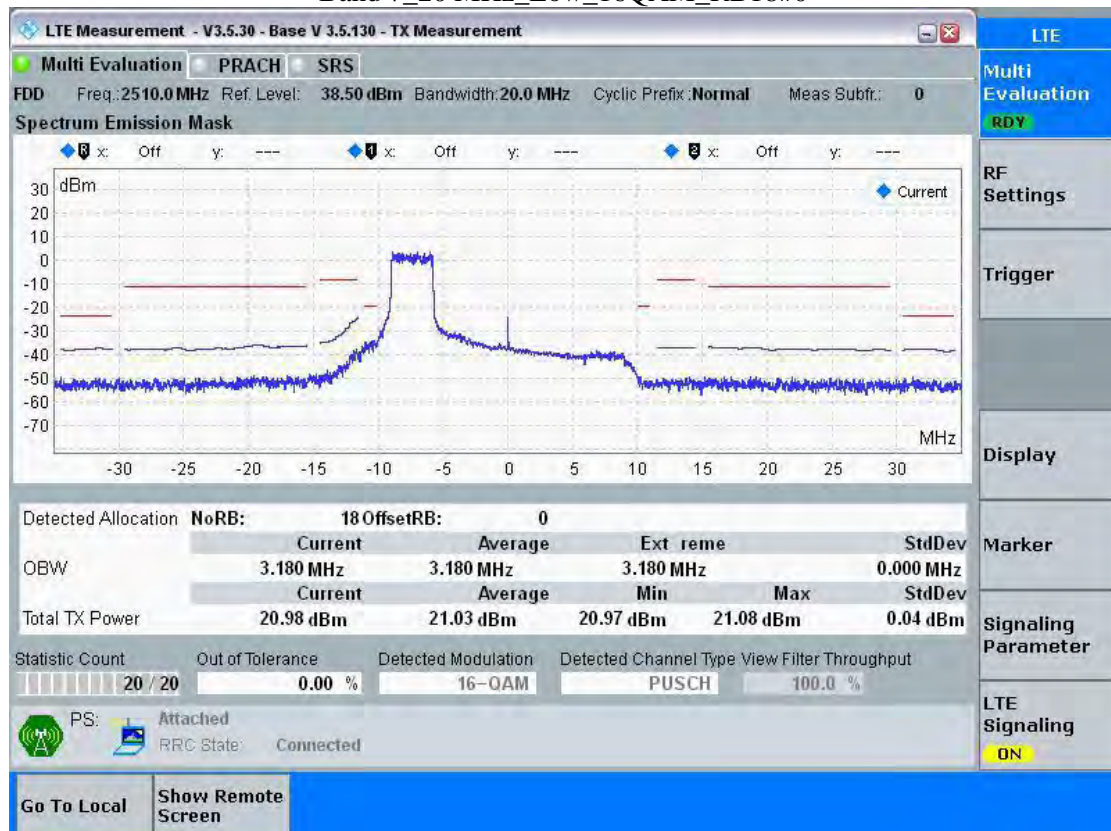 LTE Measurement - V3.5.30 - Base V 3.5.130 - TX Measurement
LTE
Multi Evaluation PRACH SRS
Multi
Evaluation
RDY
FDD Freq.:2510.0 MHz Ref. Level: 38.50 dBm Bandwidth:20.0 MHz Cyclic Prefix :Normal Meas Subfr.: 0
Spectrum Emission Mask
R x: Off y: --- 1 x: Off y: --- 2 x: Off y: ---
dBm
Current
30
20
10
0
-10
-20
-30
-40
-50
-60
-70
MHz
-30 -25 -20 -15 -10 -5 0 5 10 15 20 25 30
RF
Settings
Trigger
Display
Marker
Signaling
Parameter
LTE
Signaling
ON
Detected Allocation NoRB: 18 OffsetRB: 0
Current Average Ext reme StdDev
OBW 3.180 MHz 3.180 MHz 3.180 MHz 0.000 MHz
Current Average Min Max StdDev
Total TX Power 20.98 dBm 21.03 dBm 20.97 dBm 21.08 dBm 0.04 dBm
Statistic Count Out of Tolerance Detected Modulation Detected Channel Type View Filter Throughput
20 / 20 0.00 % 16-QAM PUSCH 100.0 %
PS: Attached
RRC State: Connected
Go To Local
Show Remote
Screen